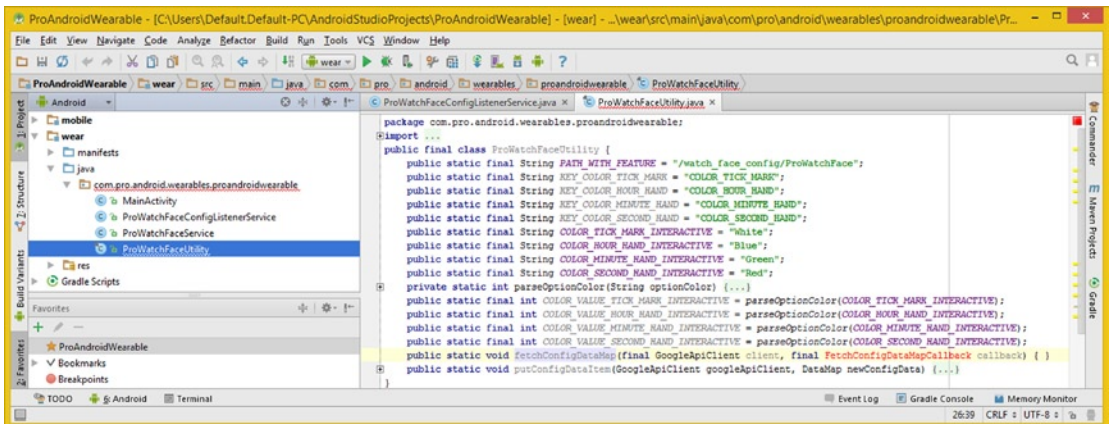 ProAndroidWearable - [C:\Users\Default.Default-PC\AndroidStudioProjects\ProAndroidWearable] - [wear] - ...\wear\src\main\java\com\pro\android\wearables\proandroidwearable\Pr...
File Edit View Navigate Code Analyze Refactor Build Run Tools VCS Window Help
wear
ProAndroidWearable wear src main java com pro android wearables proandroidwearable ProWatchFaceUtility
Android
ProWatchFaceConfigListenerService.java × ProWatchFaceUtility.java ×
1: Project
7: Structure
Build Variants
2: Favorites
mobile
wear
manifests
java
com.pro.android.wearables.proandroidwearable
MainActivity
ProWatchFaceConfigListenerService
ProWatchFaceService
ProWatchFaceUtility
res
Gradle Scripts
Favorites
ProAndroidWearable
Bookmarks
Breakpoints
package com.pro.android.wearables.proandroidwearable;
import ...
public final class ProWatchFaceUtility {
public static final String PATH_WITH_FEATURE = "/watch_face_config/ProWatchFace";
public static final String KEY_COLOR_TICK_MARK = "COLOR_TICK_MARK";
public static final String KEY_COLOR_HOUR_HAND = "COLOR_HOUR_HAND";
public static final String KEY_COLOR_MINUTE_HAND = "COLOR_MINUTE_HAND";
public static final String KEY_COLOR_SECOND_HAND = "COLOR_SECOND_HAND";
public static final String COLOR_TICK_MARK_INTERACTIVE = "White";
public static final String COLOR_HOUR_HAND_INTERACTIVE = "Blue";
public static final String COLOR_MINUTE_HAND_INTERACTIVE = "Green";
public static final String COLOR_SECOND_HAND_INTERACTIVE = "Red";
private static int parseOptionColor(String optionColor) {...}
public static final int COLOR_VALUE_TICK_MARK_INTERACTIVE = parseOptionColor(COLOR_TICK_MARK_INTERACTIVE);
public static final int COLOR_VALUE_HOUR_HAND_INTERACTIVE = parseOptionColor(COLOR_HOUR_HAND_INTERACTIVE);
public static final int COLOR_VALUE_MINUTE_HAND_INTERACTIVE = parseOptionColor(COLOR_MINUTE_HAND_INTERACTIVE);
public static final int COLOR_VALUE_SECOND_HAND_INTERACTIVE = parseOptionColor(COLOR_SECOND_HAND_INTERACTIVE);
public static void fetchConfigDataMap(final GoogleApiClient client, final FetchConfigDataMapCallback callback) { }
public static void putConfigDataItem(GoogleApiClient googleApiClient, DataMap newConfigData) {...}
}
Commander
Maven Projects
Gradle
TODO 6: Android Terminal Event Log Gradle Console Memory Monitor
26:39 CRLF UTF-8